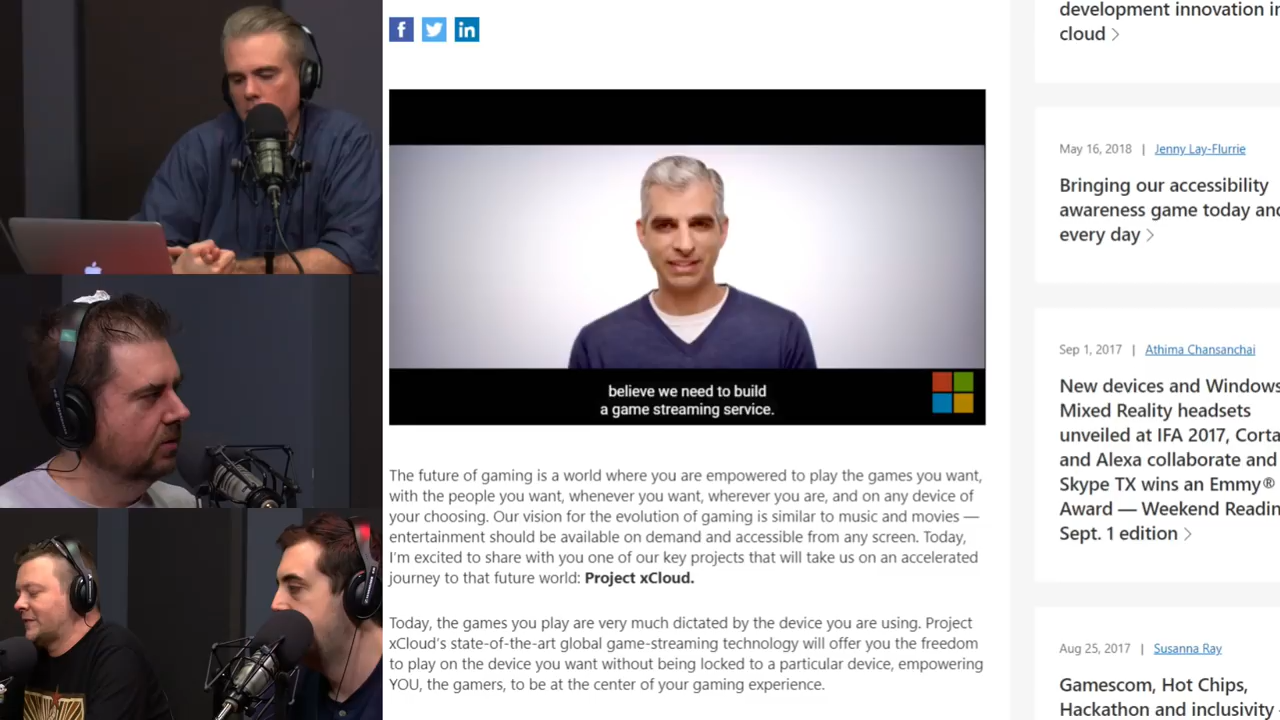 f in
believe we need to build
a game streaming service.
The future of gaming is a world where you are empowered to play the games you want,
with the people you want, whenever you want, wherever you are, and on any device of
your choosing. Our vision for the evolution of gaming is similar to music and movies —
entertainment should be available on demand and accessible from any screen. Today,
I'm excited to share with you one of our key projects that will take us on an accelerated
journey to that future world: Project xCloud.
Today, the games you play are very much dictated by the device you are using. Project
xCloud's state-of-the-art global game-streaming technology will offer you the freedom
to play on the device you want without being locked to a particular device, empowering
YOU, the gamers, to be at the center of your gaming experience.
development innovation in
cloud >
May 16, 2018 | Jenny Lay-Flurrie
Bringing our accessibility
awareness game today and
every day >
Sep 1, 2017 | Athima Chansanchai
New devices and Windows
Mixed Reality headsets
unveiled at IFA 2017, Corta
and Alexa collaborate and
Skype TX wins an Emmy®
Award — Weekend Readin
Sept. 1 edition >
Aug 25, 2017 | Susanna Ray
Gamescom, Hot Chips,
Hackathon and inclusivity -